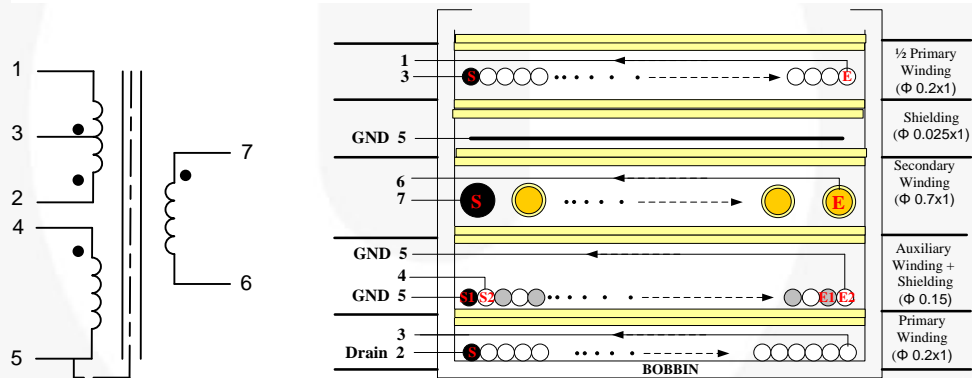 1
3
2
4
5
7
6
1
3 S E
½ Primary
Winding
(Φ 0.2x1)
GND 5
Shielding
(Φ 0.025x1)
6
7 S E
Secondary
Winding
(Φ 0.7x1)
GND 5
4
GND 5 S1 S2 E1 E2
Auxiliary
Winding +
Shielding
(Φ 0.15)
3
Drain 2 S
Primary
Winding
(Φ 0.2x1)
BOBBIN